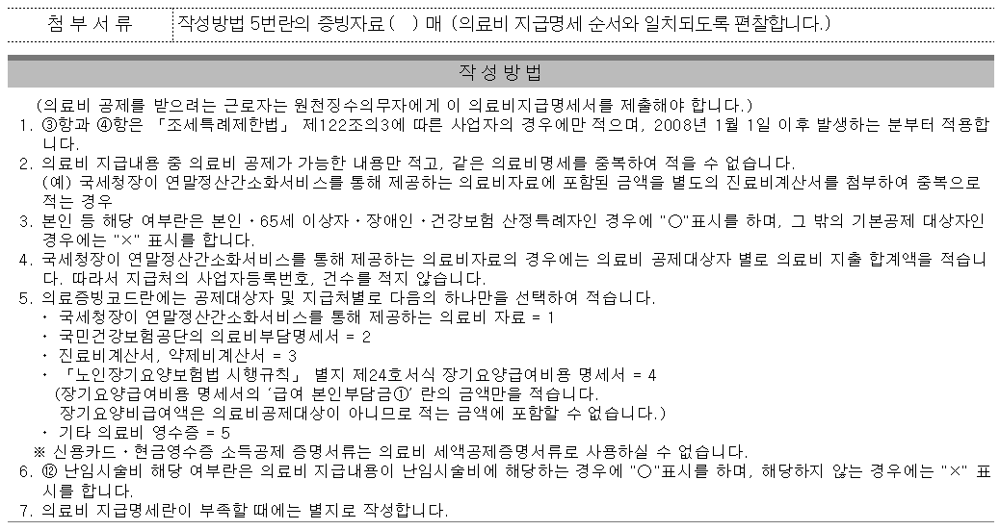 첨 부 서 류 작성방법 5번란의 증빙자료 (    ) 매  (의료비 지급명세 순서와 일치되도록 편찰합니다.)
작 성 방 법
(의료비 공제를 받으려는 근로자는 원천징수의무자에게 이 의료비지급명세서를 제출해야 합니다.)
1. ③항과 ④항은 「조세특례제한법」 제122조의3에 따른 사업자의 경우에만 적으며, 2008년 1월 1일 이후 발생하는 분부터 적용합
니다.
2. 의료비 지급내용 중 의료비 공제가 가능한 내용만 적고, 같은 의료비명세를 중복하여 적을 수 없습니다.
(예) 국세청장이 연말정산간소화서비스를 통해 제공하는 의료비자료에 포함된 금액을 별도의 진료비계산서를 첨부하여 중복으로
적는 경우
3. 본인 등 해당 여부란은 본인ㆍ65세 이상자ㆍ장애인ㆍ건강보험 산정특례자인 경우에 "○"표시를 하며, 그 밖의 기본공제 대상자인
경우에는 "×" 표시를 합니다.
4. 국세청장이 연말정산간소화서비스를 통해 제공하는 의료비자료의 경우에는 의료비 공제대상자 별로 의료비 지출 합계액을 적습니
다. 따라서 지급처의 사업자등록번호, 건수를 적지 않습니다.
5. 의료증빙코드란에는 공제대상자 및 지급처별로 다음의 하나만을 선택하여 적습니다.
ㆍ 국세청장이 연말정산간소화서비스를 통해 제공하는 의료비 자료 = 1
ㆍ 국민건강보험공단의 의료비부담명세서 = 2
ㆍ 진료비계산서, 약제비계산서 = 3
ㆍ 「노인장기요양보험법 시행규칙」 별지 제24호서식 장기요양급여비용 명세서 = 4
(장기요양급여비용 명세서의 '급여 본인부담금①' 란의 금액만을 적습니다.
장기요양비급여액은 의료비공제대상이 아니므로 적는 금액에 포함할 수 없습니다.)
ㆍ 기타 의료비 영수증 = 5
※ 신용카드ㆍ현금영수증 소득공제 증명서류는 의료비 세액공제증명서류로 사용하실 수 없습니다.
6. ⑫ 난임시술비 해당 여부란은 의료비 지급내용이 난임시술비에 해당하는 경우에 "○"표시를 하며, 해당하지 않는 경우에는 "×" 표
시를 합니다.
7. 의료비 지급명세란이 부족할 때에는 별지로 작성합니다.